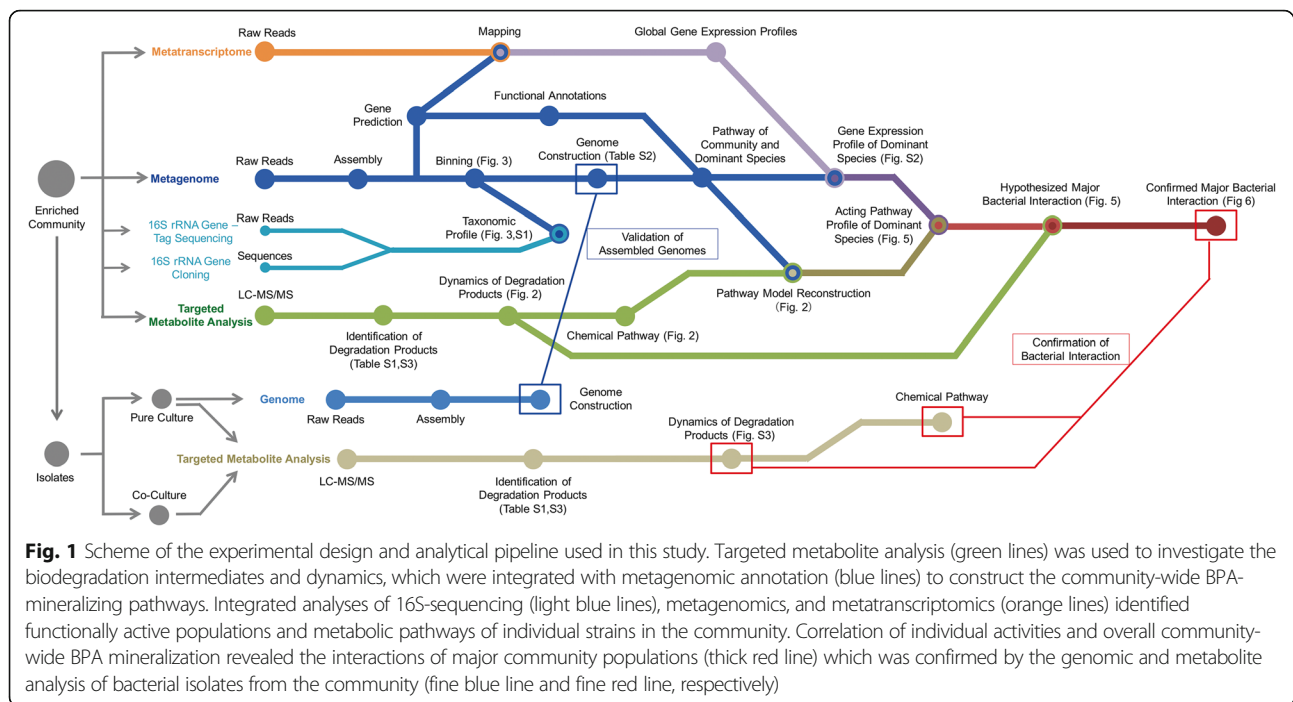 Raw Reads
Mapping
Global Gene Expression Profiles
Metatranscriptome
Gene
Prediction
Functional Annotations
Raw Reads
Assembly
Binning (Fig. 3)
Genome
Construction (Table S2)
Pathway of
Community and
Dominant Species
Gene Expression
Profile of Dominant
Species (Fig. S2)
Metagenome
Enriched
Community
16S rRNA Gene –
Tag Sequencing
Raw Reads
16S rRNA Gene
Cloning
Sequences
Taxonomic
Profile (Fig. 3,S1)
Validation of
Assembled Genomes
Acting Pathway
Profile of Dominant
Species (Fig. 5)
Hypothesized Major
Bacterial Interaction (Fig. 5)
Confirmed Major Bacterial
Interaction (Fig 6)
Targeted
Metabolite Analysis
LC-MS/MS
Identification of
Degradation Products
(Table S1,S3)
Dynamics of Degradation
Products (Fig. 2)
Chemical Pathway (Fig. 2)
Pathway Model Reconstruction
(Fig. 2)
Confirmation of
Bacterial Interaction
Isolates
Pure Culture
Genome
Raw Reads
Assembly
Genome
Construction
Co-Culture
Targeted Metabolite Analysis
LC-MS/MS
Identification of
Degradation Products
(Table S1,S3)
Dynamics of Degradation
Products (Fig. S3)
Chemical Pathway
Fig. 1 Scheme of the experimental design and analytical pipeline used in this study. Targeted metabolite analysis (green lines) was used to investigate the
biodegradation intermediates and dynamics, which were integrated with metagenomic annotation (blue lines) to construct the community-wide BPA-
mineralizing pathways. Integrated analyses of 16S-sequencing (light blue lines), metagenomics, and metatranscriptomics (orange lines) identified
functionally active populations and metabolic pathways of individual strains in the community. Correlation of individual activities and overall community-
wide BPA mineralization revealed the interactions of major community populations (thick red line) which was confirmed by the genomic and metabolite
analysis of bacterial isolates from the community (fine blue line and fine red line, respectively)